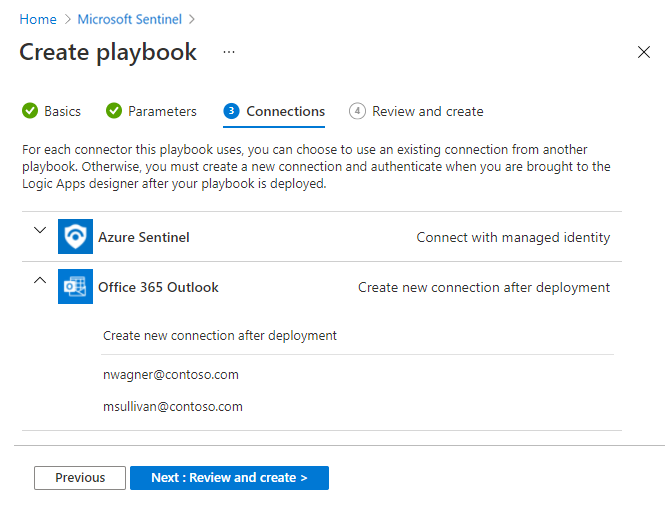 Home > Microsoft Sentinel >
Create playbook ...
Basics Parameters 3 Connections 4 Review and create
For each connector this playbook uses, you can choose to use an existing connection from another
playbook. Otherwise, you must create a new connection and authenticate when you are brought to the
Logic Apps designer after your playbook is deployed.
Azure Sentinel Connect with managed identity
Office 365 Outlook Create new connection after deployment
Create new connection after deployment
nwagner@contoso.com
msullivan@contoso.com
Previous Next : Review and create >